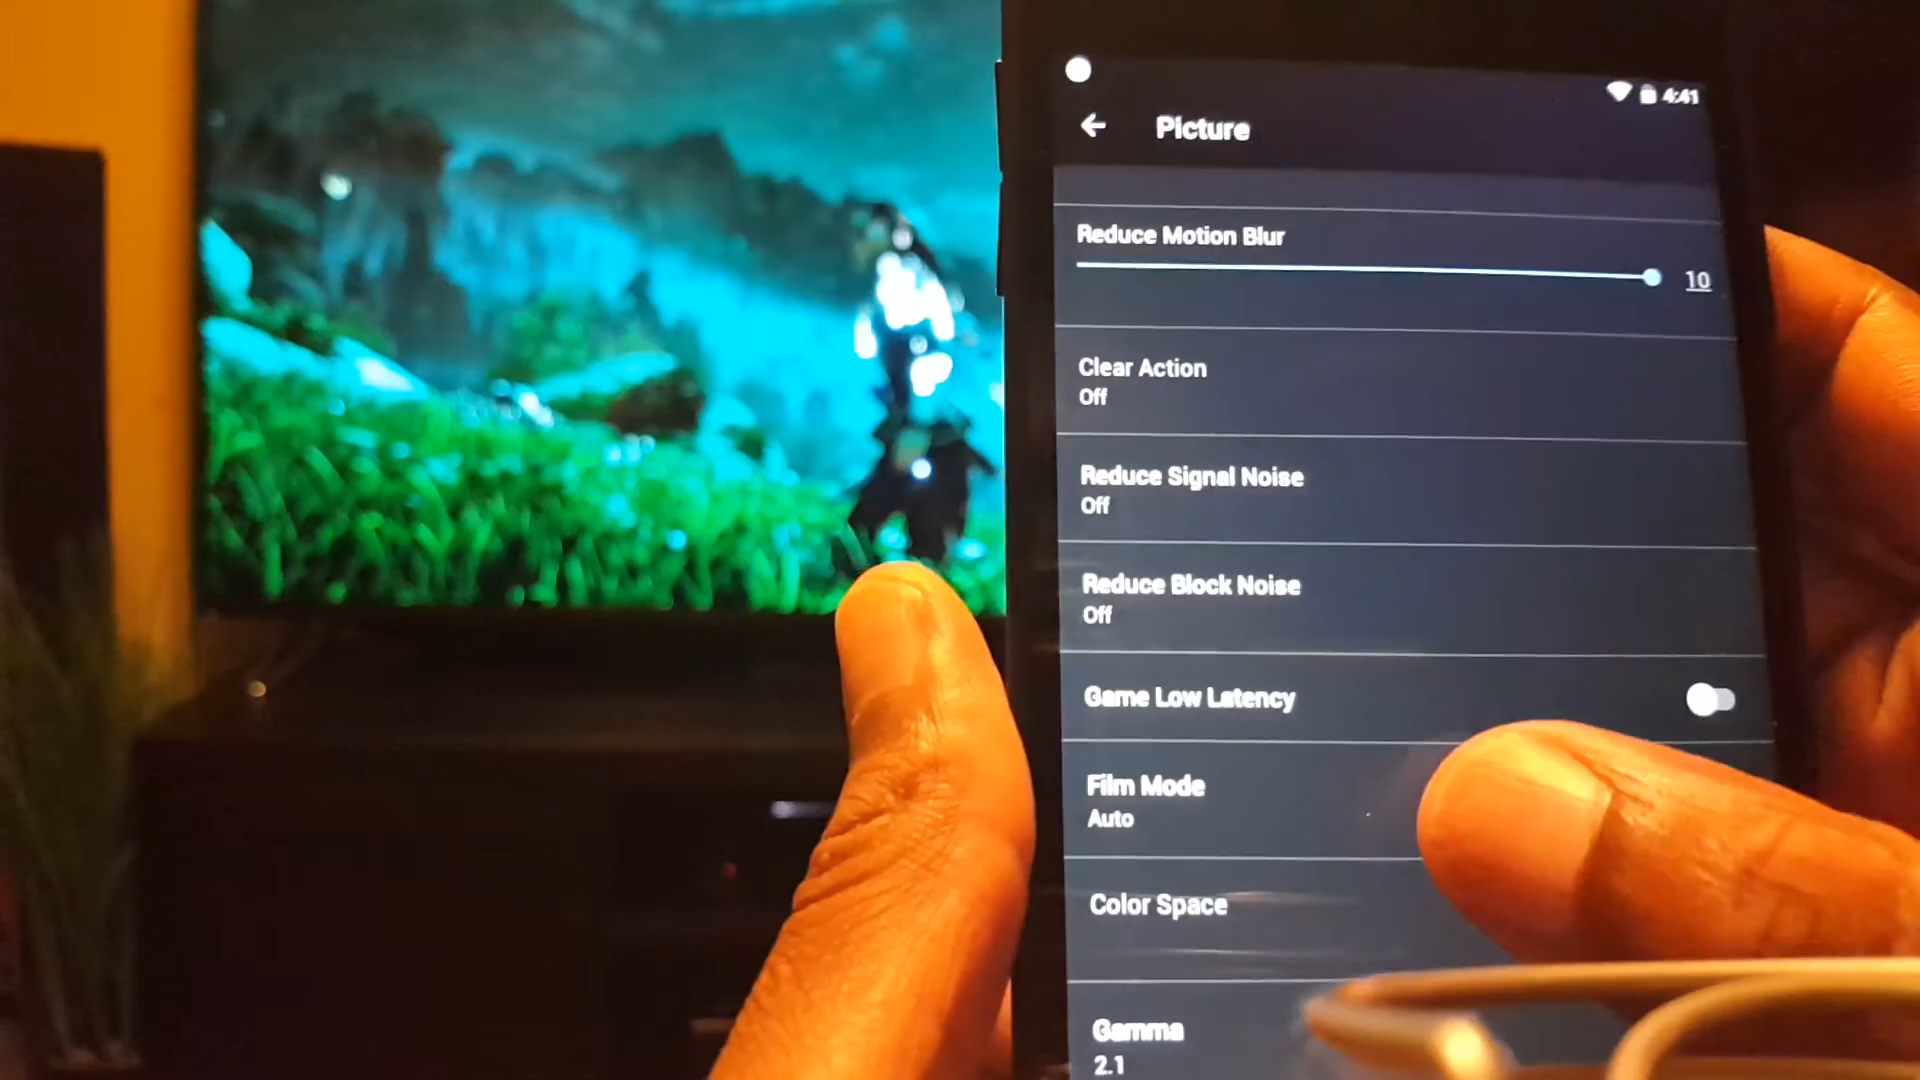 4:41
Picture
Reduce Motion Blur
10
Clear Action
Off
Reduce Signal Noise
Off
Reduce Block Noise
Off
Game Low Latency
Film Mode
Auto
Color Space
Gamma
2.1